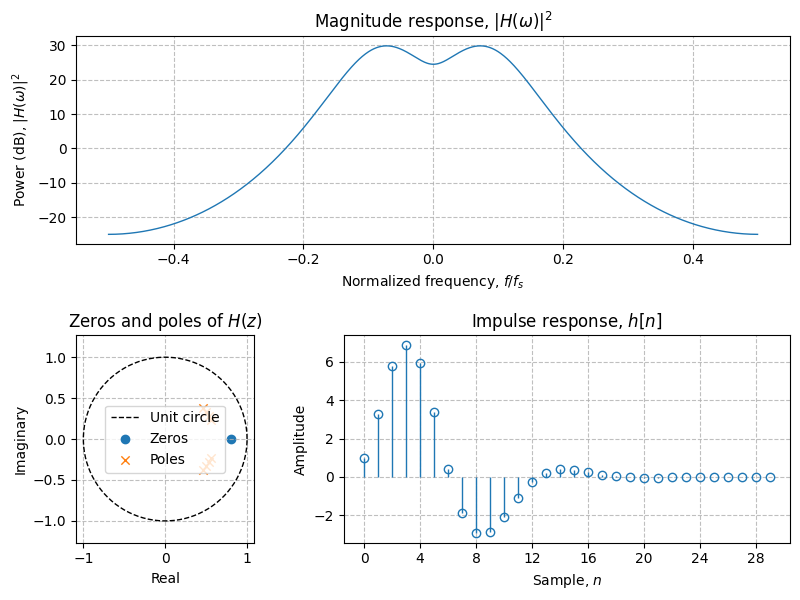 Magnitude response, |H(ω)|²
Power (dB), |H(ω)|²
30
20
10
0
−10
−20
−0.4
−0.2
0.0
0.2
0.4
Normalized frequency, f/fₛ
Zeros and poles of H(z)
Imaginary
1.0
0.5
0.0
−0.5
−1.0
Unit circle
Zeros
Poles
−1
0
1
Real
Impulse response, h[n]
Amplitude
6
4
2
0
−2
0
4
8
12
16
20
24
28
Sample, n